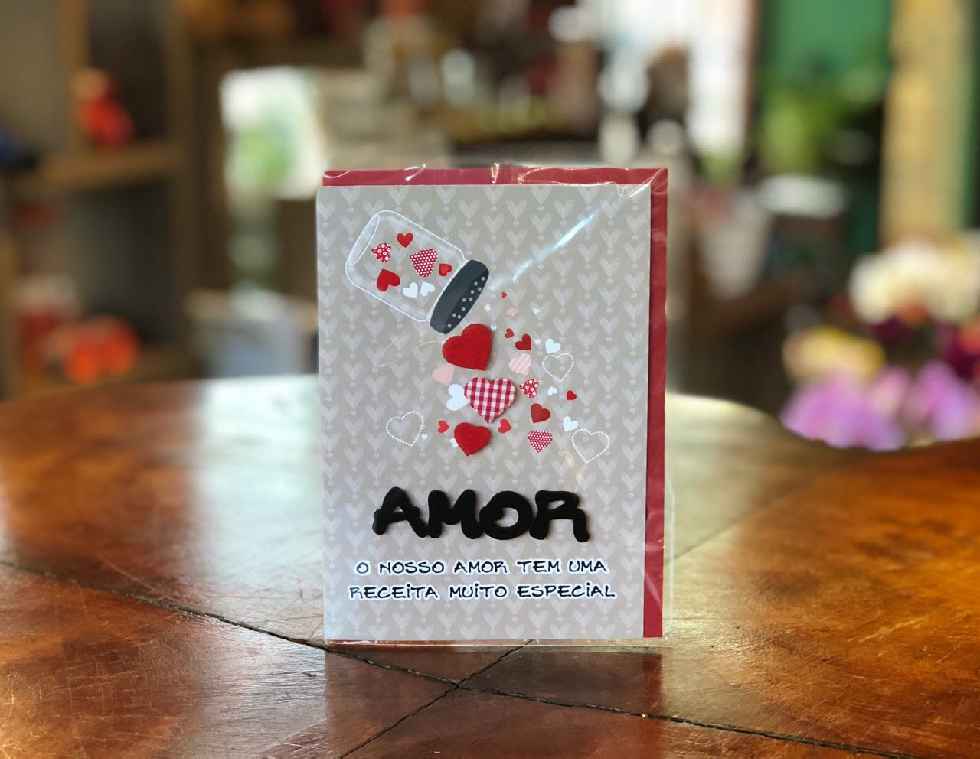 AMOR
O NOSSO AMOR TEM UMA
RECEITA MUITO ESPECIAL